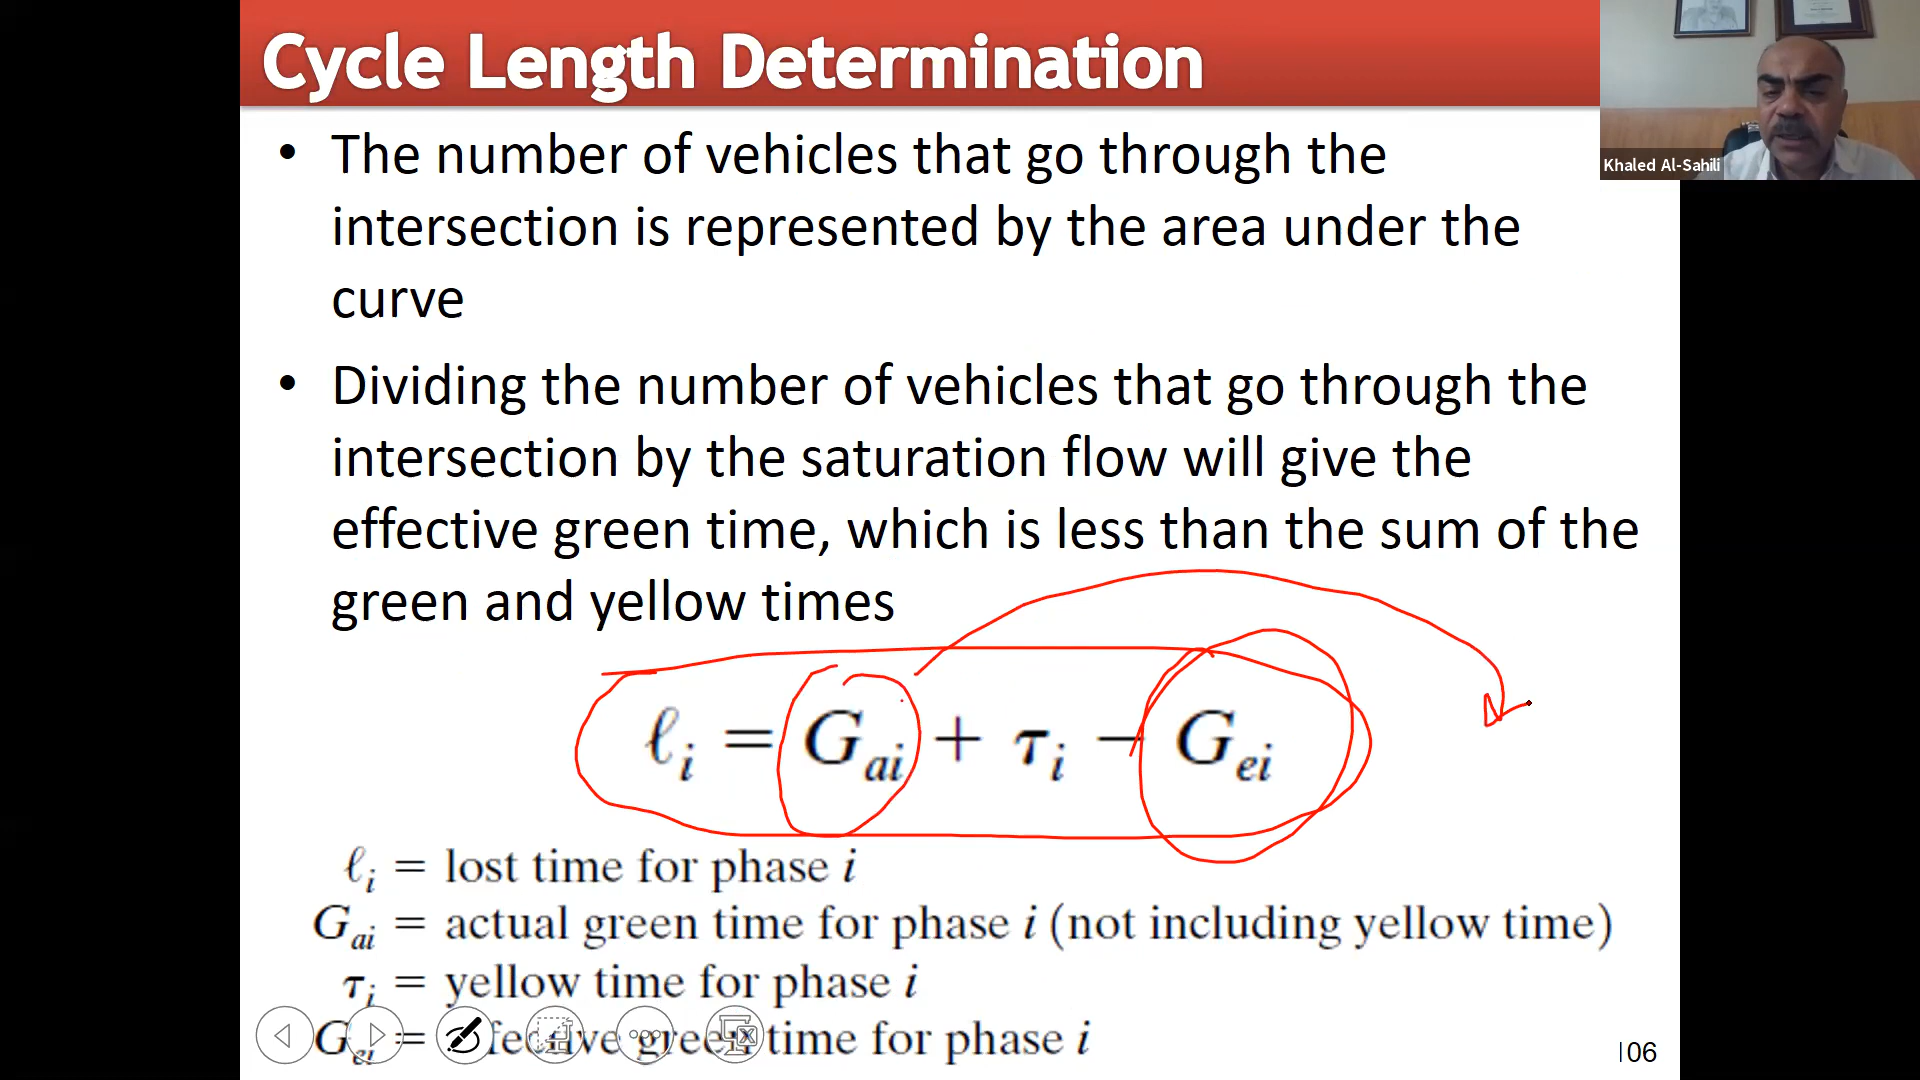 Cycle Length Determination
Khaled Al-Sahili
• The number of vehicles that go through the
intersection is represented by the area under the
curve
• Dividing the number of vehicles that go through the
intersection by the saturation flow will give the
effective green time, which is less than the sum of the
green and yellow times
ℓi = Gai + τi − Gei
ℓi = lost time for phase i
Gai = actual green time for phase i (not including yellow time)
τi = yellow time for phase i
Gei = effective green time for phase i
106